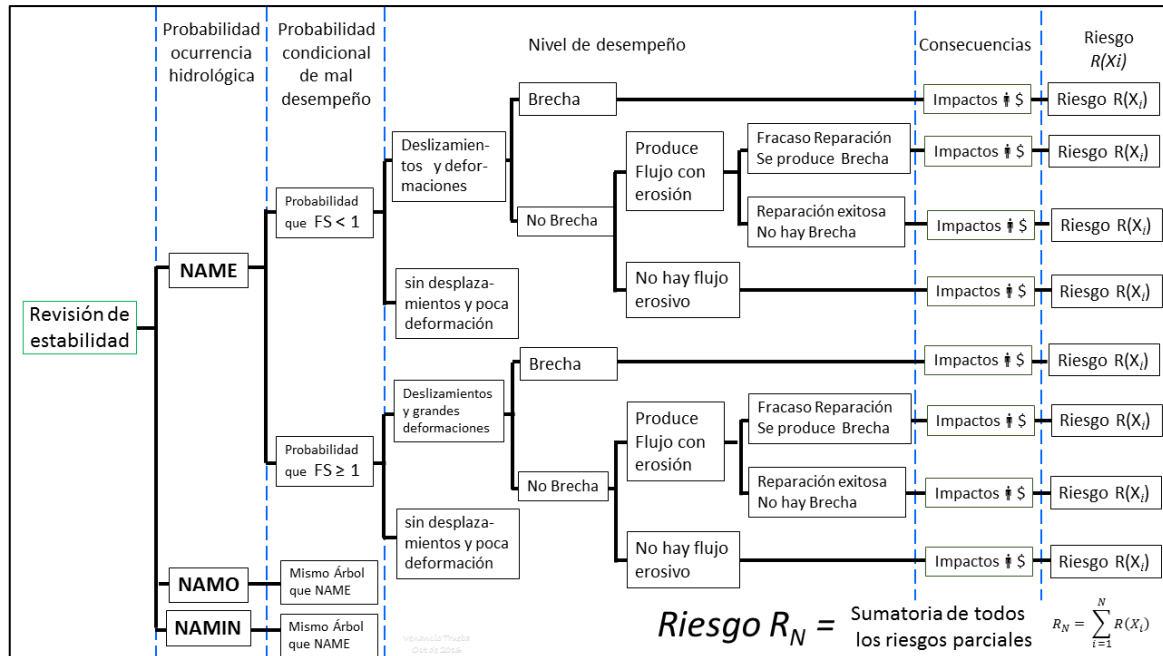 Probabilidad
ocurrencia
hidrológica
Probabilidad
condicional
de mal
desempeño
Nivel de desempeño
Consecuencias
Riesgo
R(Xi)
Revisión de
estabilidad
NAME
Probabilidad
que FS < 1
Deslizamien-
tos y defor-
maciones
Brecha
Impactos $
Riesgo R(Xi)
No Brecha
Produce
Flujo con
erosión
Fracaso Reparación
Se produce Brecha
Impactos $
Riesgo R(Xi)
Reparación exitosa
No hay Brecha
Impactos $
Riesgo R(Xi)
No hay flujo
erosivo
Impactos $
Riesgo R(Xi)
sin desplaza-
mientos y poca
deformación
Probabilidad
que FS ≥ 1
Deslizamientos
y grandes
deformaciones
Brecha
Impactos $
Riesgo R(Xi)
No Brecha
Produce
Flujo con
erosión
Fracaso Reparación
Se produce Brecha
Impactos $
Riesgo R(Xi)
Reparación exitosa
No hay Brecha
Impactos $
Riesgo R(Xi)
No hay flujo
erosivo
Impactos $
Riesgo R(Xi)
sin desplaza-
mientos y poca
deformación
NAMO
Mismo Árbol
que NAME
NAMIN
Mismo Árbol
que NAME
Riesgo RN =
Sumatoria de todos
los riesgos parciales
RN = ∑ i=1 N R(Xi)